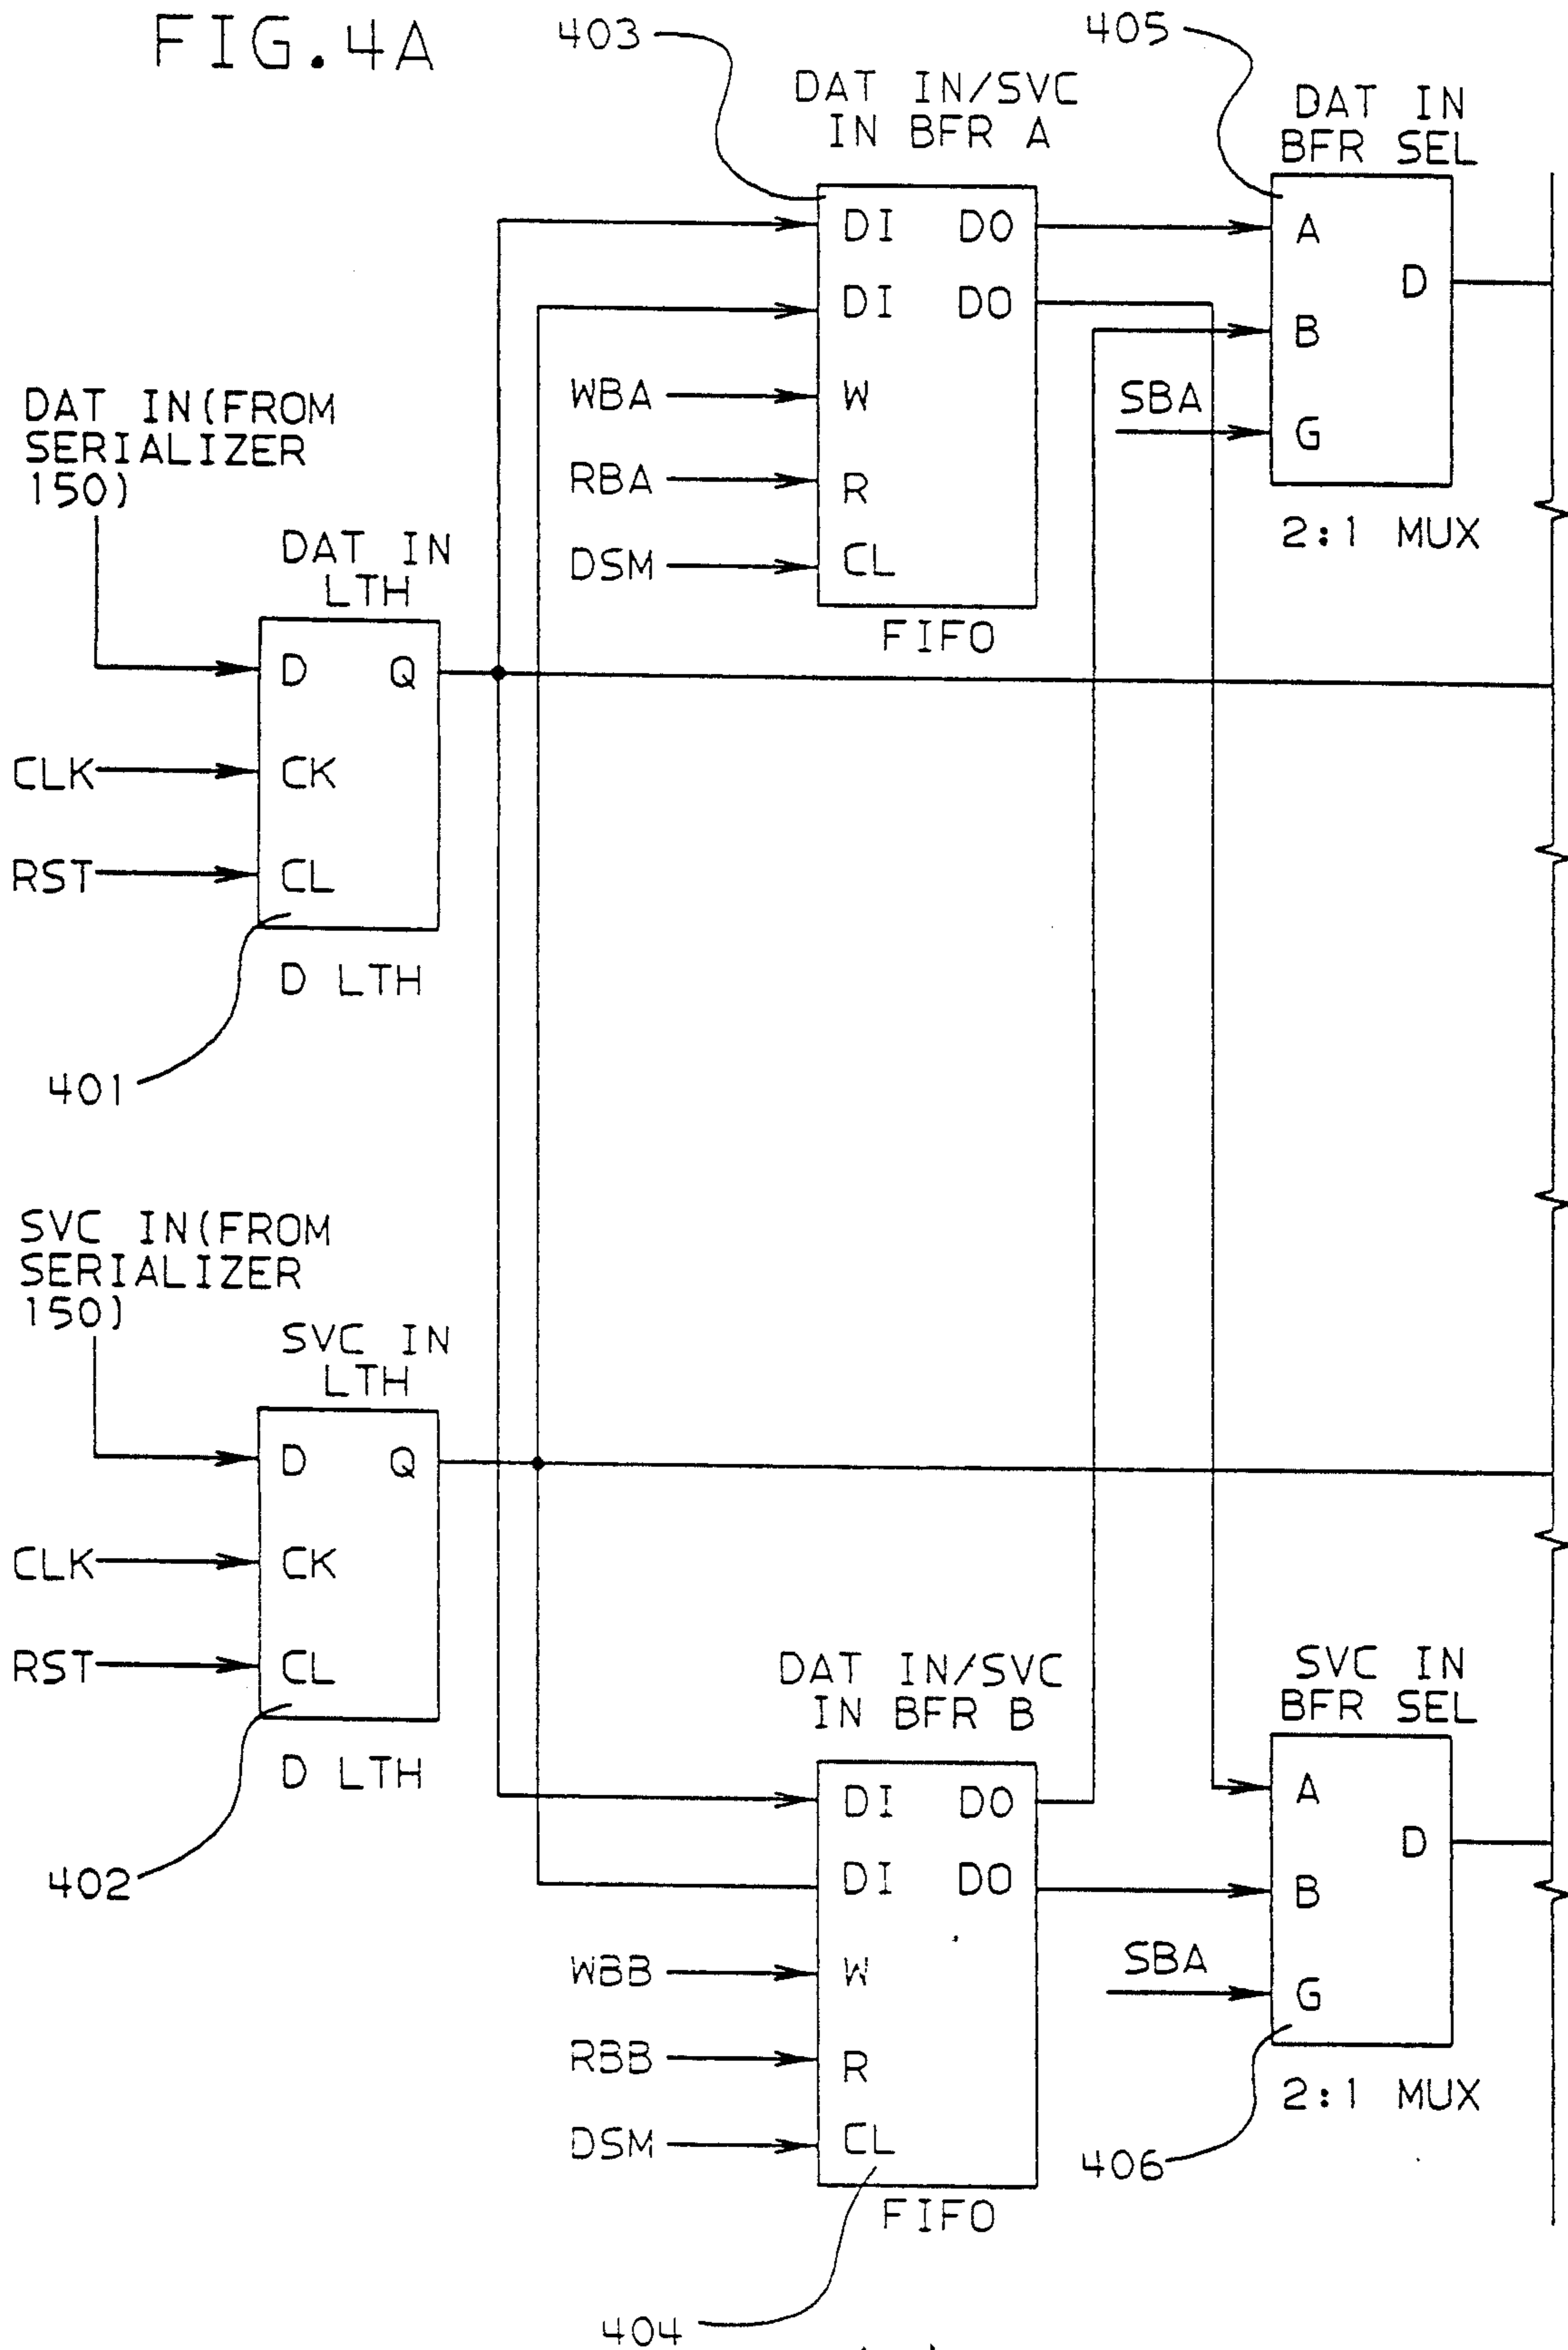 FIG.4A
403
405
DAT IN/SVC
IN BFR A
DAT IN
BFR SEL
DI DO
DI DO
W
R
CL
FIFO
WBA
RBA
DSM
A
D
B
SBA
G
2:1 MUX
DAT IN(FROM
SERIALIZER
150)
DAT IN
LTH
D Q
CLK
CK
RST
CL
D LTH
401
SVC IN(FROM
SERIALIZER
150)
SVC IN
LTH
D Q
CLK
CK
RST
CL
D LTH
402
DAT IN/SVC
IN BFR B
DI DO
DI DO
WBB
W
RBB
R
DSM
CL
FIFO
404
SVC IN
BFR SEL
A
D
B
SBA
G
2:1 MUX
406